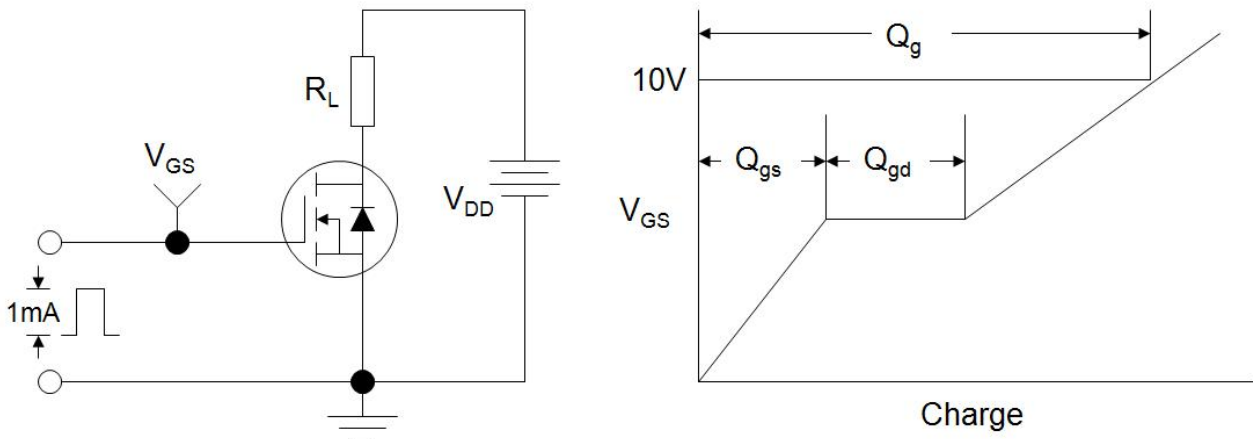 R_L
V_GS
V_DD
1mA
Q_g
10V
Q_gs
Q_gd
V_GS
Charge